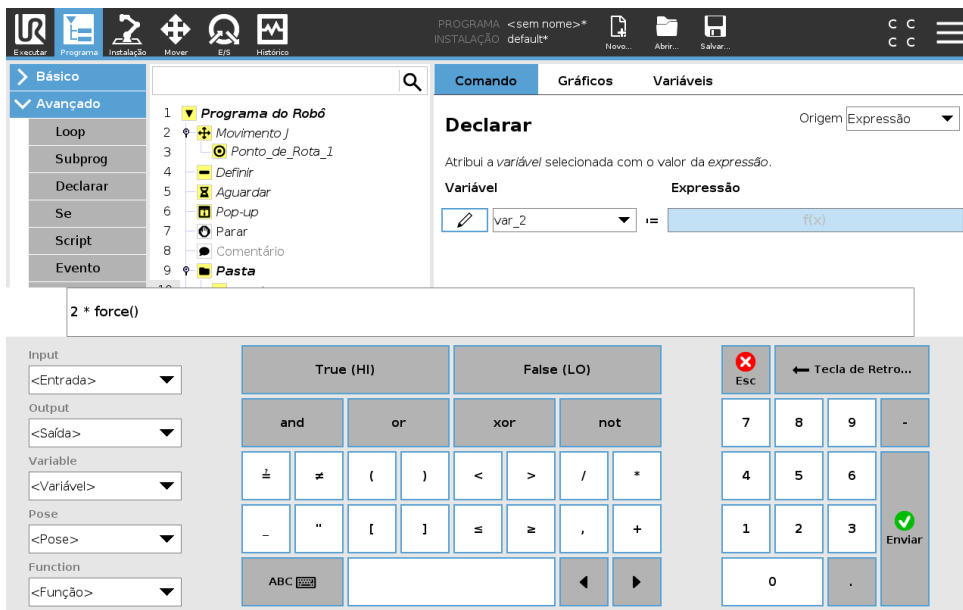 PROGRAMA <sem nome>*
INSTALAÇÃO default*
Executar Programa Instalação Mover E/S Histórico Novo... Abrir... Salvar...
C C
C C
Básico
Avançado
Loop
Subprog
Declarar
Se
Script
Evento
1 Programa do Robô
2 Movimento J
3 Ponto_de_Rota_1
4 Definir
5 Aguardar
6 Pop-up
7 Parar
8 Comentário
9 Pasta
Comando Gráficos Variáveis
Declarar
Origem Expressão
Atribui a variável selecionada com o valor da expressão.
Variável Expressão
var_2 := f(x)
2 * force()
Input
<Entrada>
Output
<Saída>
Variable
<Variável>
Pose
<Pose>
Function
<Função>
True (HI) False (LO)
and or xor not
≟ ≠ ( ) < > / *
_ " [ ] ≤ ≥ , +
ABC
Esc Tecla de Retro...
7 8 9 -
4 5 6
1 2 3 Enviar
0 .